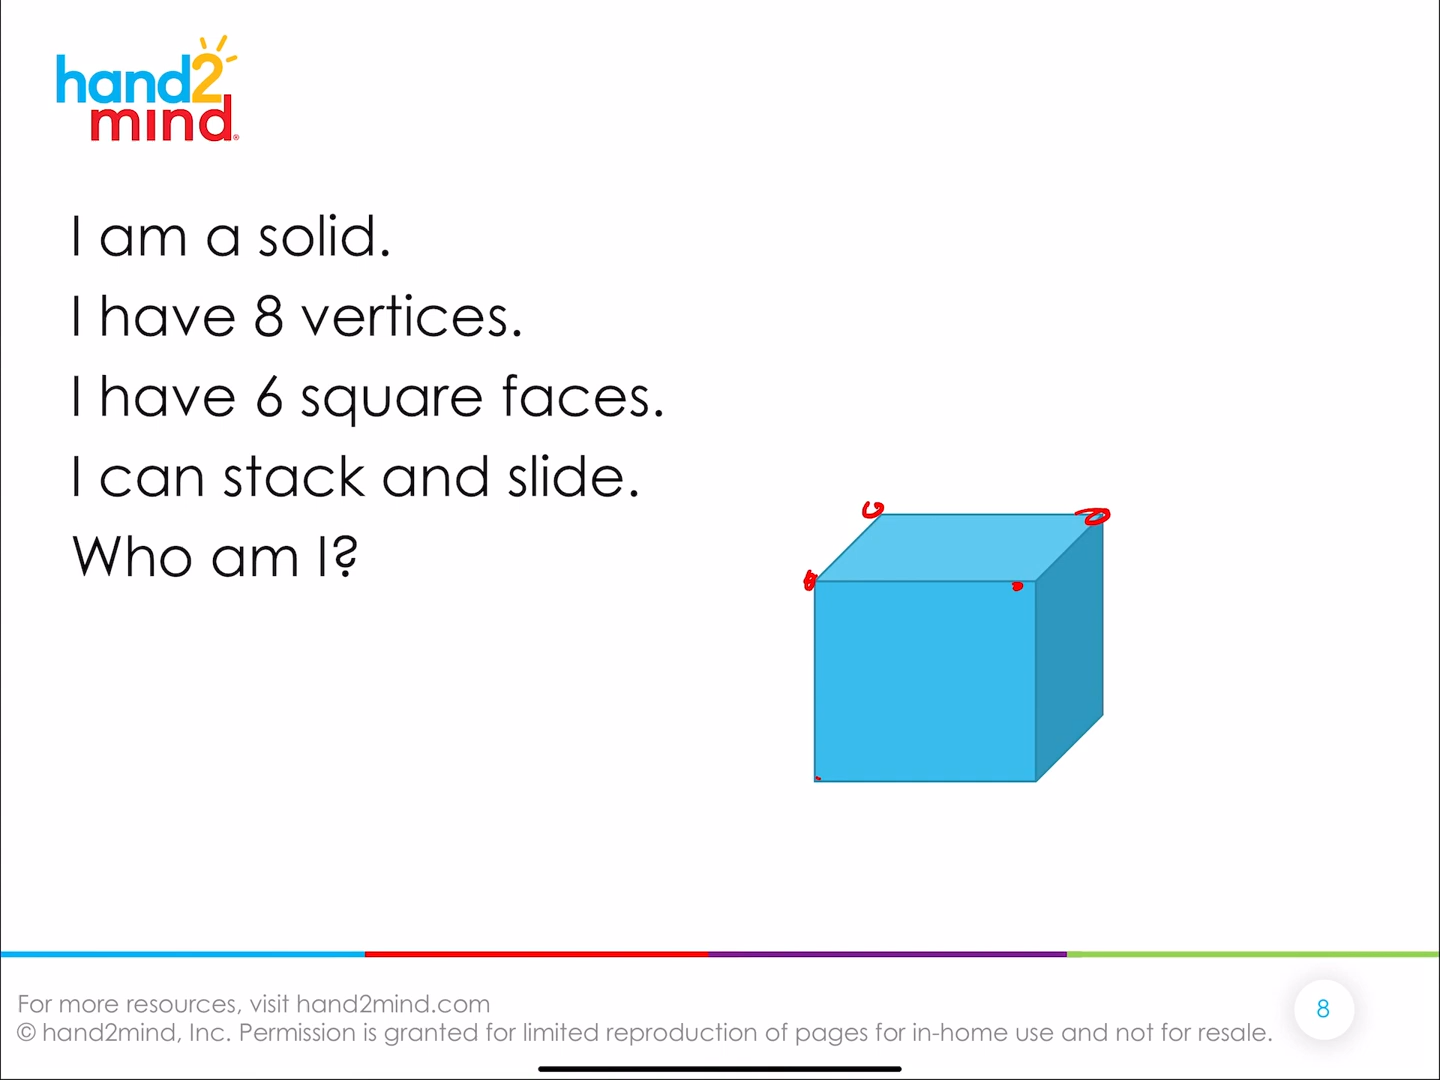 hand2
mind®
I am a solid.
I have 8 vertices.
I have 6 square faces.
I can stack and slide.
Who am I?
For more resources, visit hand2mind.com
© hand2mind, Inc. Permission is granted for limited reproduction of pages for in-home use and not for resale.
8